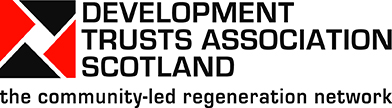 DEVELOPMENT
TRUSTS ASSOCIATION
SCOTLAND
the community-led regeneration network